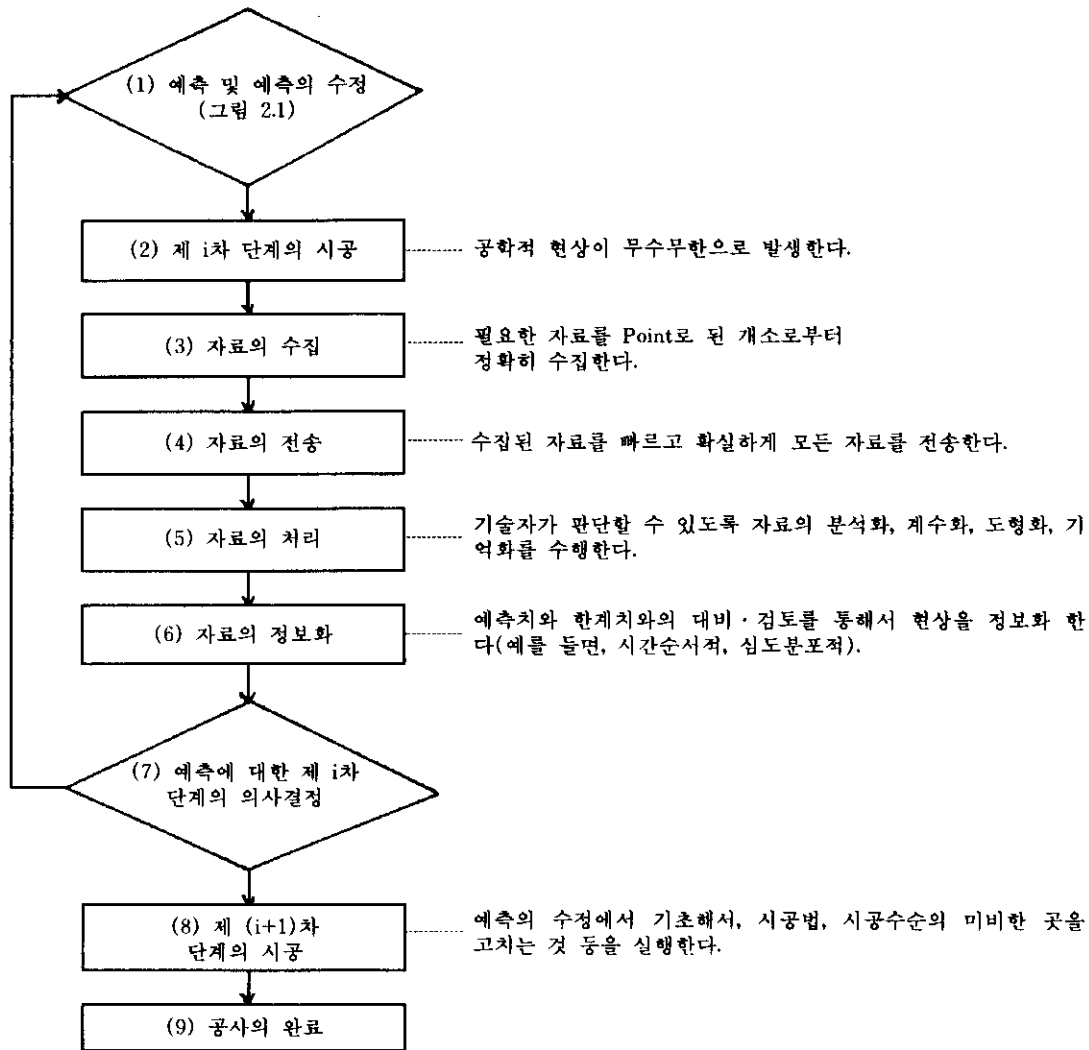 (1) 예측 및 예측의 수정
(그림 2.1)
(2) 제 i차 단계의 시공
공학적 현상이 무수무한으로 발생한다.
(3) 자료의 수집
필요한 자료를 Point로 된 개소로부터
정확히 수집한다.
(4) 자료의 전송
수집된 자료를 빠르고 확실하게 모든 자료를 전송한다.
(5) 자료의 처리
기술자가 판단할 수 있도록 자료의 분석화, 계수화, 도형화, 기
억화를 수행한다.
(6) 자료의 정보화
예측치와 한계치와의 대비·검토를 통해서 현상을 정보화 한
다(예를 들면, 시간순서적, 심도분포적).
(7) 예측에 대한 제 i차
단계의 의사결정
(8) 제 (i+1)차
단계의 시공
예측의 수정에서 기초해서, 시공법, 시공수순의 미비한 곳을
고치는 것 등을 실행한다.
(9) 공사의 완료